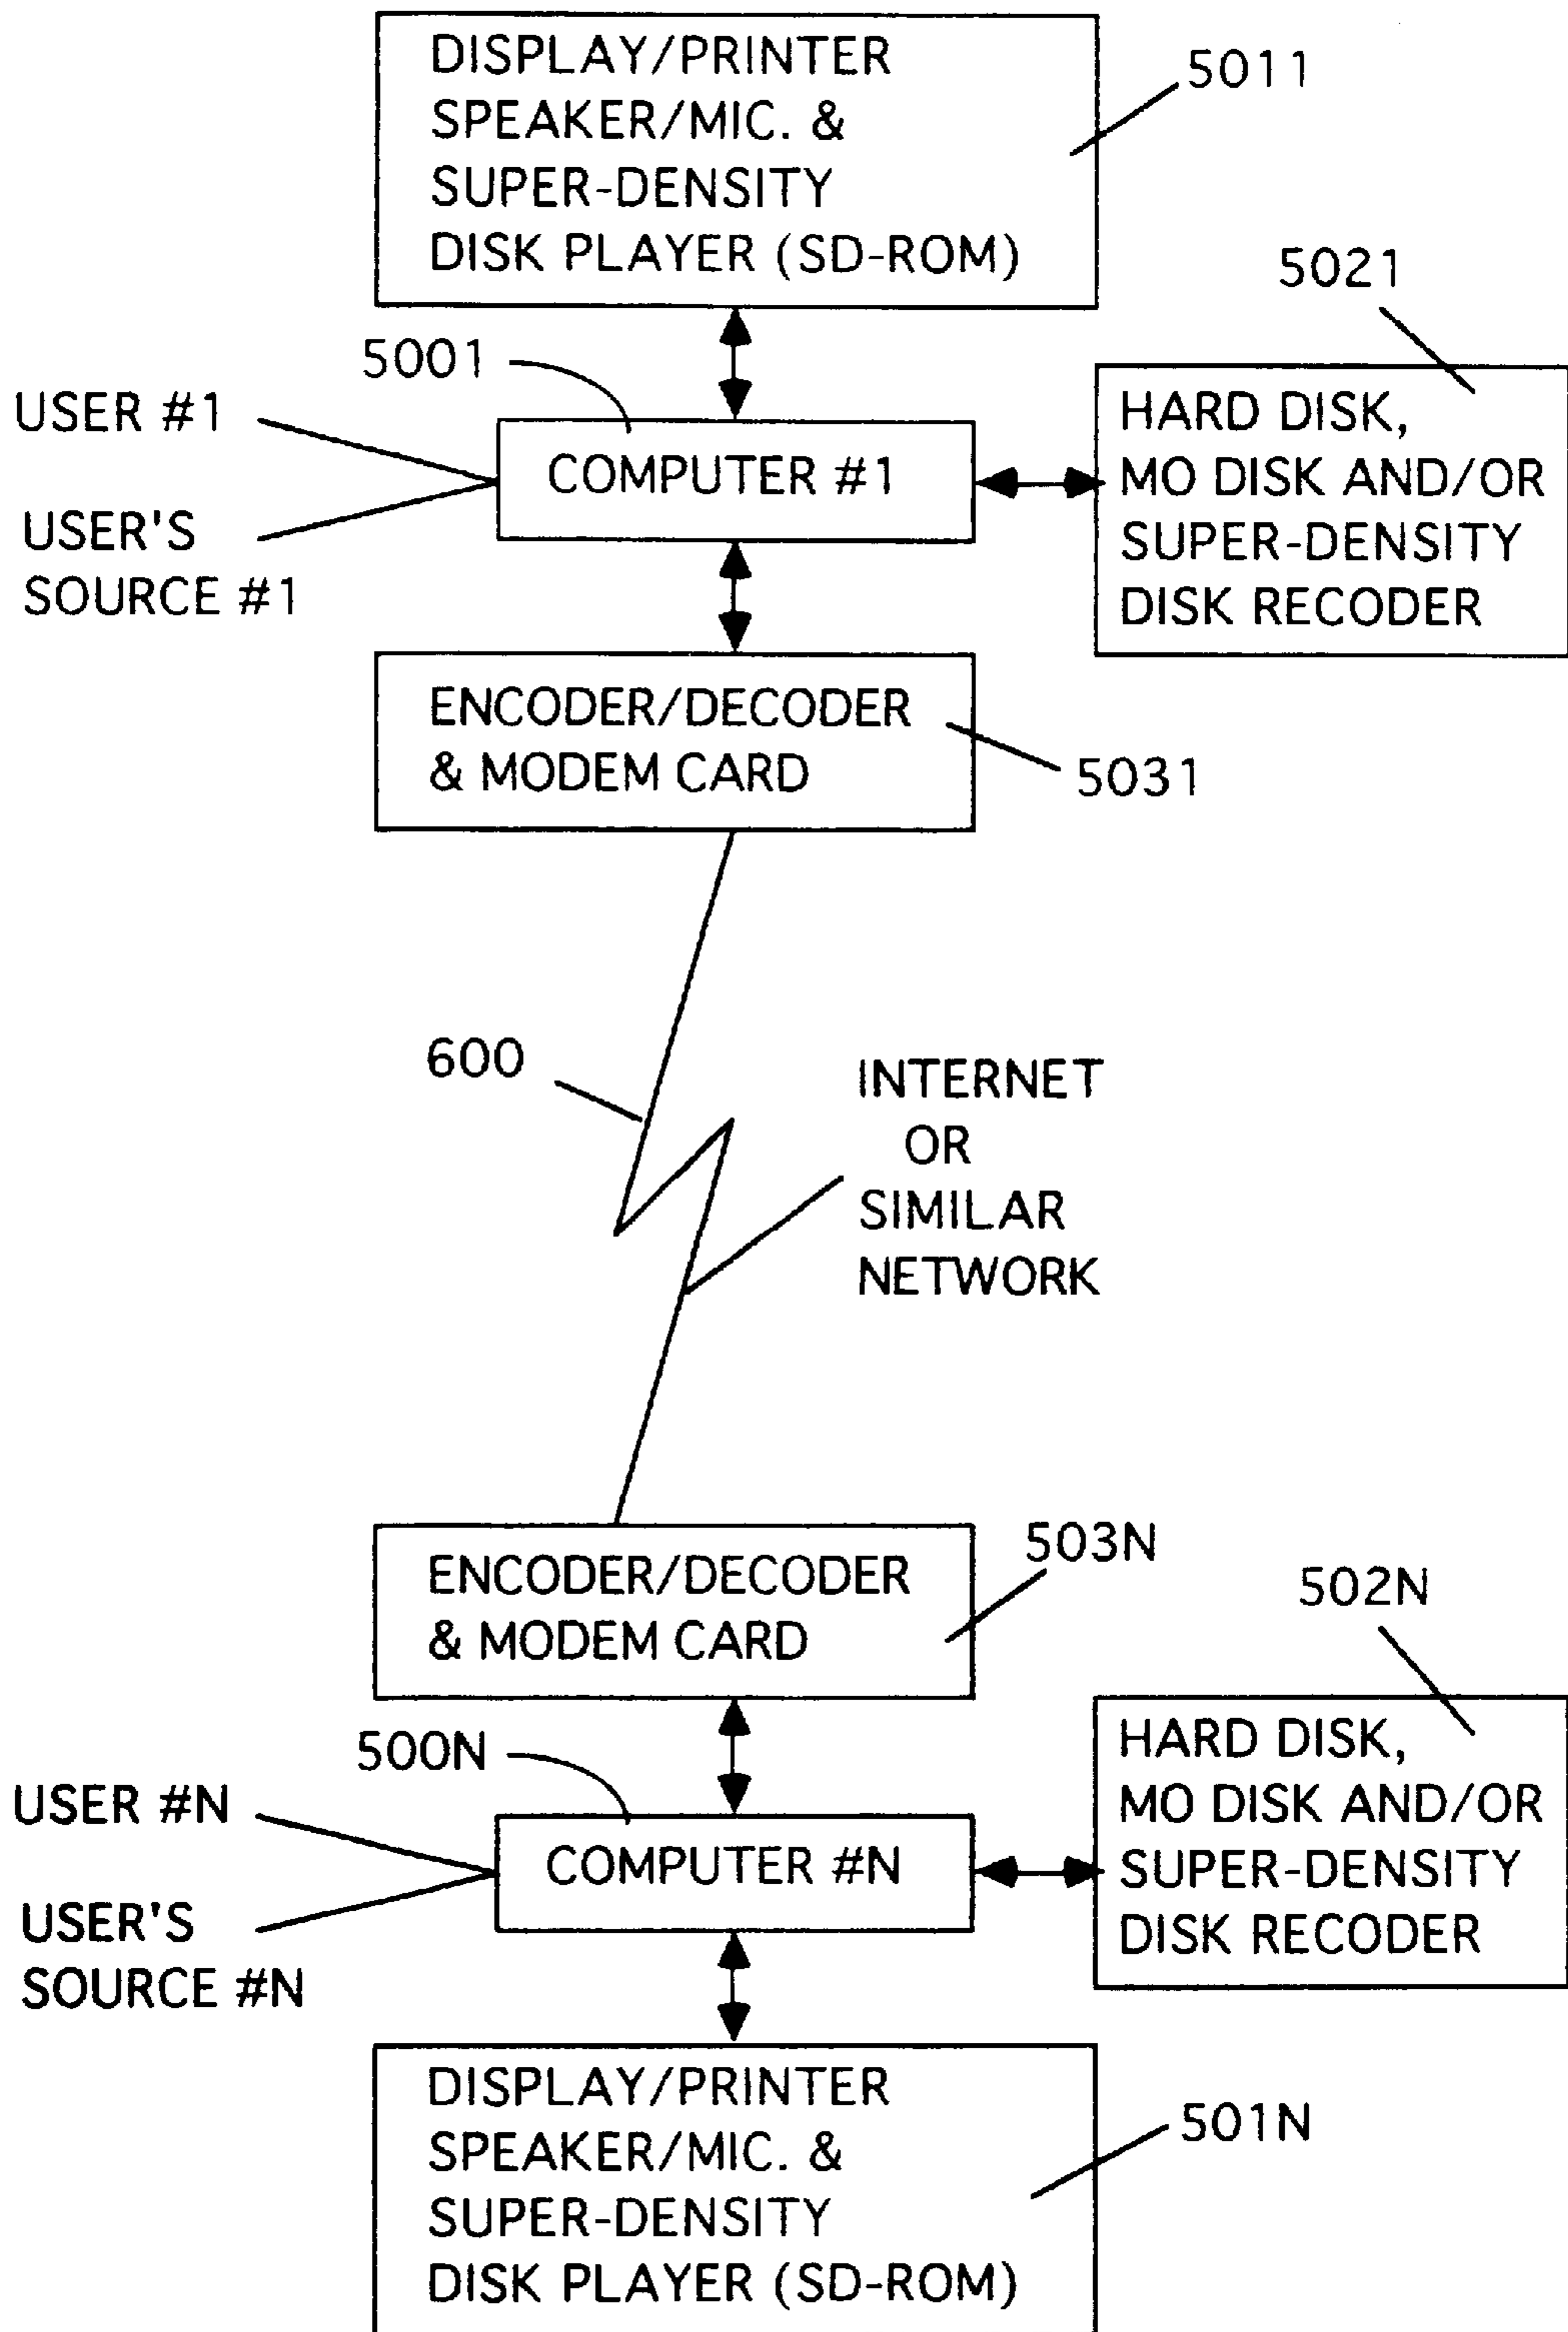 DISPLAY/PRINTER
SPEAKER/MIC. &
SUPER-DENSITY
DISK PLAYER (SD-ROM)
5011
5021
5001
USER #1
USER'S
SOURCE #1
COMPUTER #1
HARD DISK,
MO DISK AND/OR
SUPER-DENSITY
DISK RECODER
ENCODER/DECODER
& MODEM CARD
5031
600
INTERNET
OR
SIMILAR
NETWORK
ENCODER/DECODER
& MODEM CARD
503N
502N
500N
USER #N
USER'S
SOURCE #N
COMPUTER #N
HARD DISK,
MO DISK AND/OR
SUPER-DENSITY
DISK RECODER
DISPLAY/PRINTER
SPEAKER/MIC. &
SUPER-DENSITY
DISK PLAYER (SD-ROM)
501N